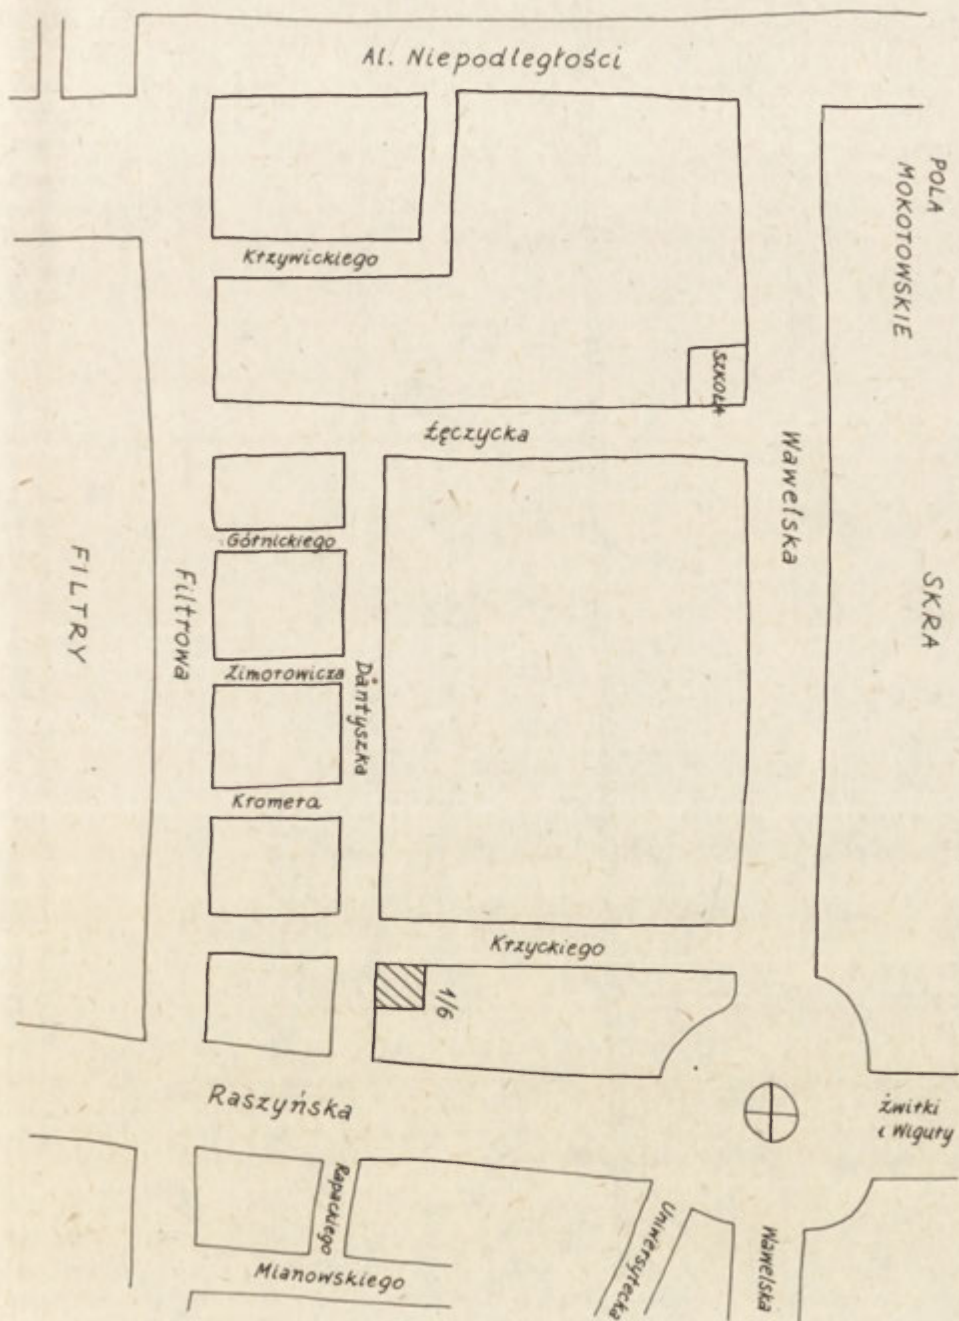 Al. Niepodległości
POLA
MOKOTOWSKIE
Krzywickiego
SZKOŁA
Łęczycka
Wawelska
Górnickiego
FILTRY
Filtrowa
SKRA
Zimorowicza
Dantyszka
Kromera
Krzyckiego
1/6
Raszyńska
Żwirki
i Wigury
Rapackiego
Uniwersytecka
Wawelska
Mianowskiego